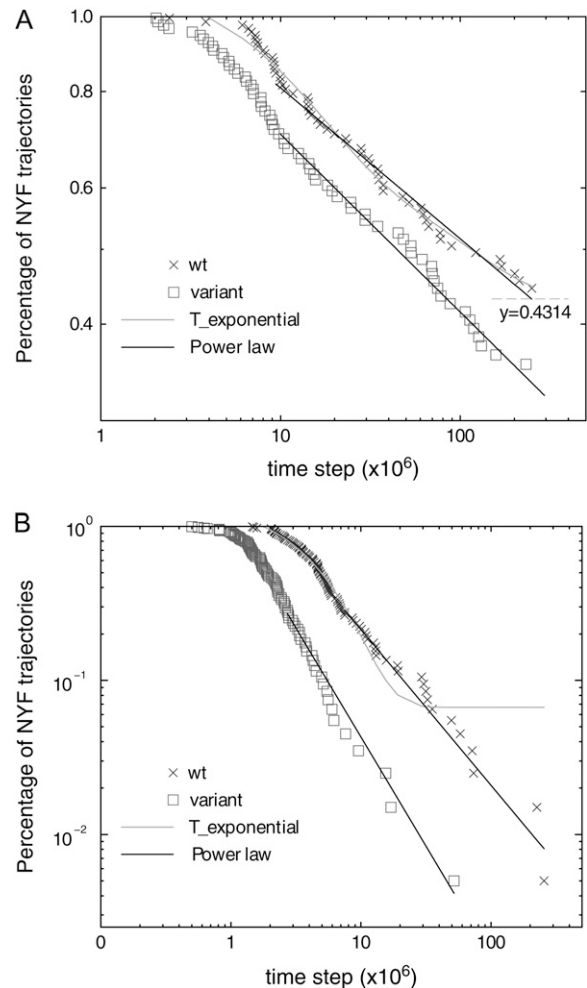 A
1.0
0.8
0.6
0.4
Percentage of NYF trajectories
wt
variant
T_exponential
Power law
y=0.4314
1
10
100
time step (x10⁶)
B
10⁰
10⁻¹
10⁻²
Percentage of NYF trajectories
wt
variant
T_exponential
Power law
0
1
10
100
time step (x10⁶)